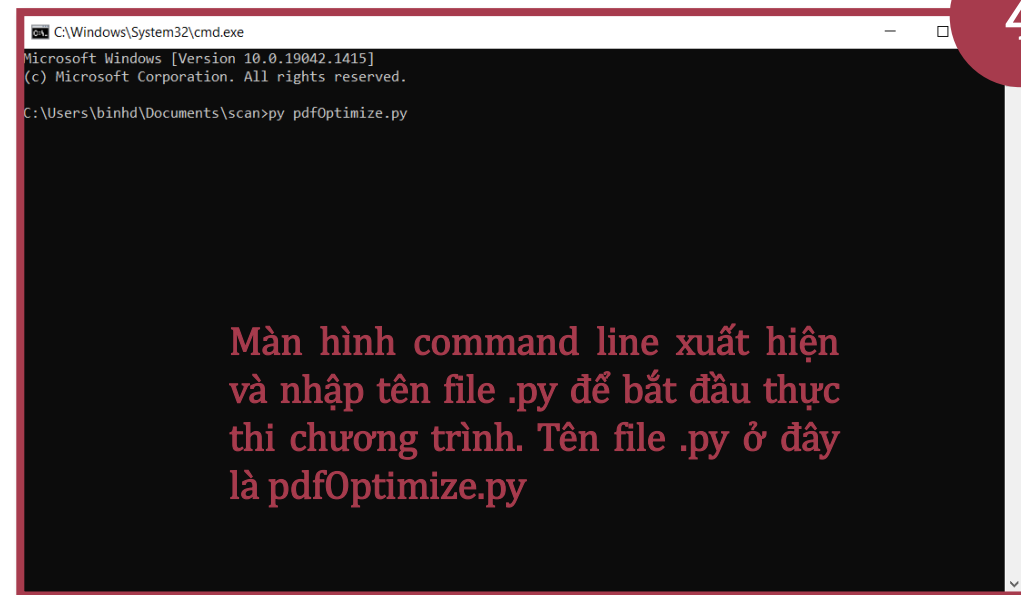 C:\Windows\System32\cmd.exe
4
Microsoft Windows [Version 10.0.19042.1415]
(c) Microsoft Corporation. All rights reserved.
C:\Users\binhd\Documents\scan>py pdfOptimize.py
Màn hình command line xuất hiện
và nhập tên file .py để bắt đầu thực
thi chương trình. Tên file .py ở đây
là pdfOptimize.py